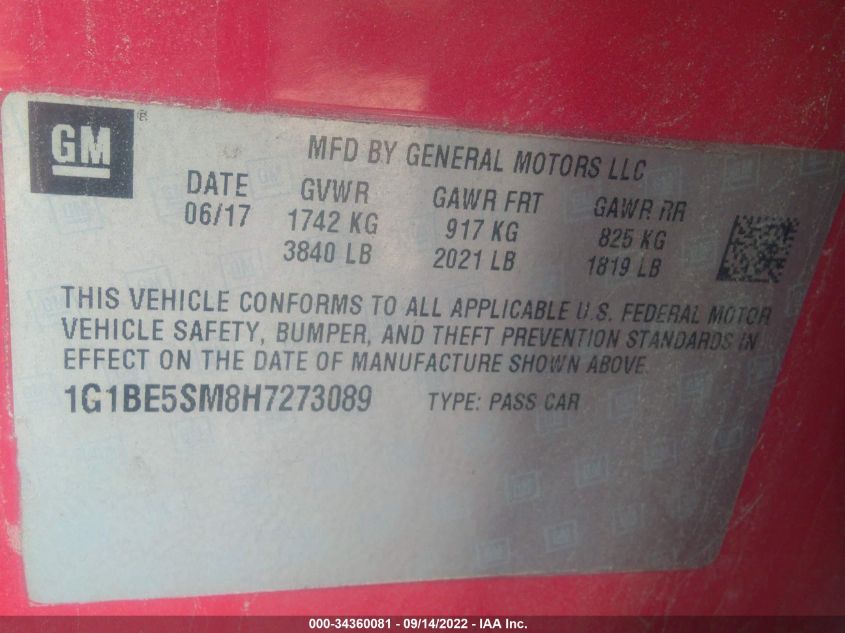 GM ®
MFD BY GENERAL MOTORS LLC
DATE GVWR GAWR FRT GAWR RR
06/17 1742 KG 917 KG 825 KG
3840 LB 2021 LB 1819 LB
THIS VEHICLE CONFORMS TO ALL APPLICABLE U.S. FEDERAL MOTOR
VEHICLE SAFETY, BUMPER, AND THEFT PREVENTION STANDARDS IN
EFFECT ON THE DATE OF MANUFACTURE SHOWN ABOVE.
1G1BE5SM8H7273089 TYPE: PASS CAR
000-34360081 - 09/14/2022 - IAA Inc.